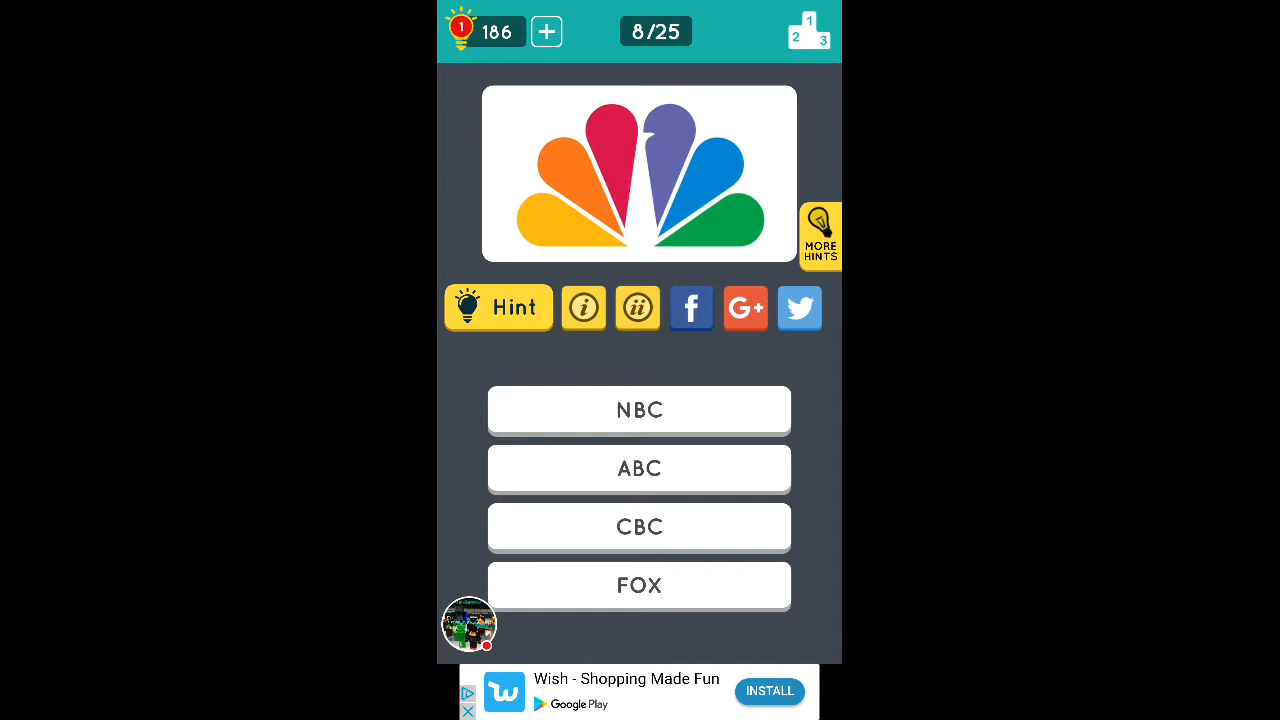 1 186 + 8/25 1 2 3
MORE
HINTS
Hint i ii f G+
NBC
ABC
CBC
FOX
Wish - Shopping Made Fun
Google Play
INSTALL